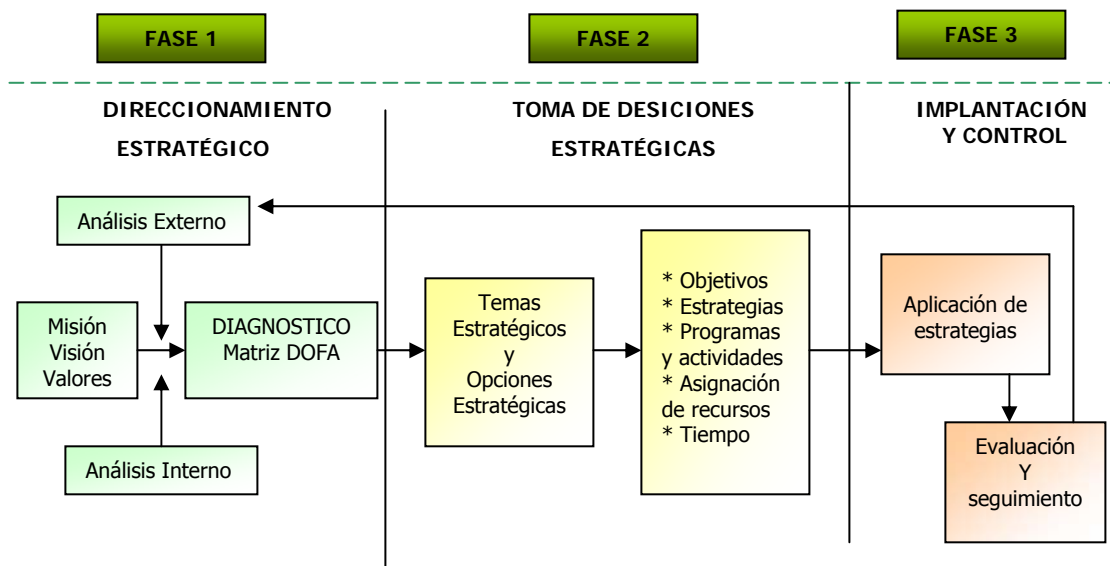 FASE 1
FASE 2
FASE 3
DIRECCIONAMIENTO
ESTRATÉGICO
TOMA DE DESICIONES
ESTRATÉGICAS
IMPLANTACIÓN
Y CONTROL
Análisis Externo
Misión
Visión
Valores
DIAGNOSTICO
Matriz DOFA
Análisis Interno
Temas
Estratégicos
y
Opciones
Estratégicas
* Objetivos
* Estrategias
* Programas
y actividades
* Asignación
de recursos
* Tiempo
Aplicación de
estrategias
Evaluación
Y
seguimiento